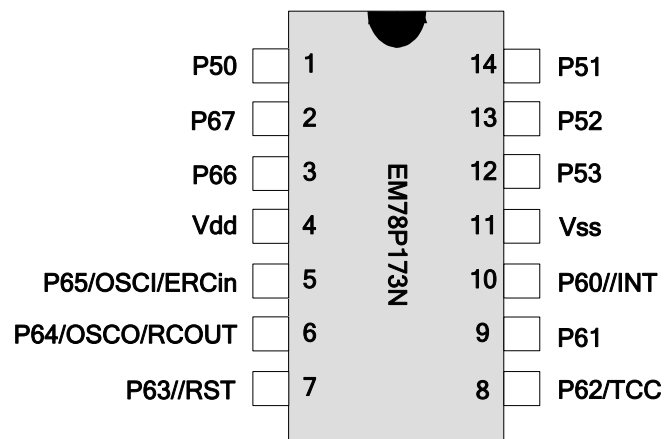 P50 1 14 P51
P67 2 13 P52
P66 3 12 P53
Vdd 4 11 Vss
P65/OSCI/ERCin 5 10 P60//INT
P64/OSCO/RCOUT 6 9 P61
P63//RST 7 8 P62/TCC
EM78P173N